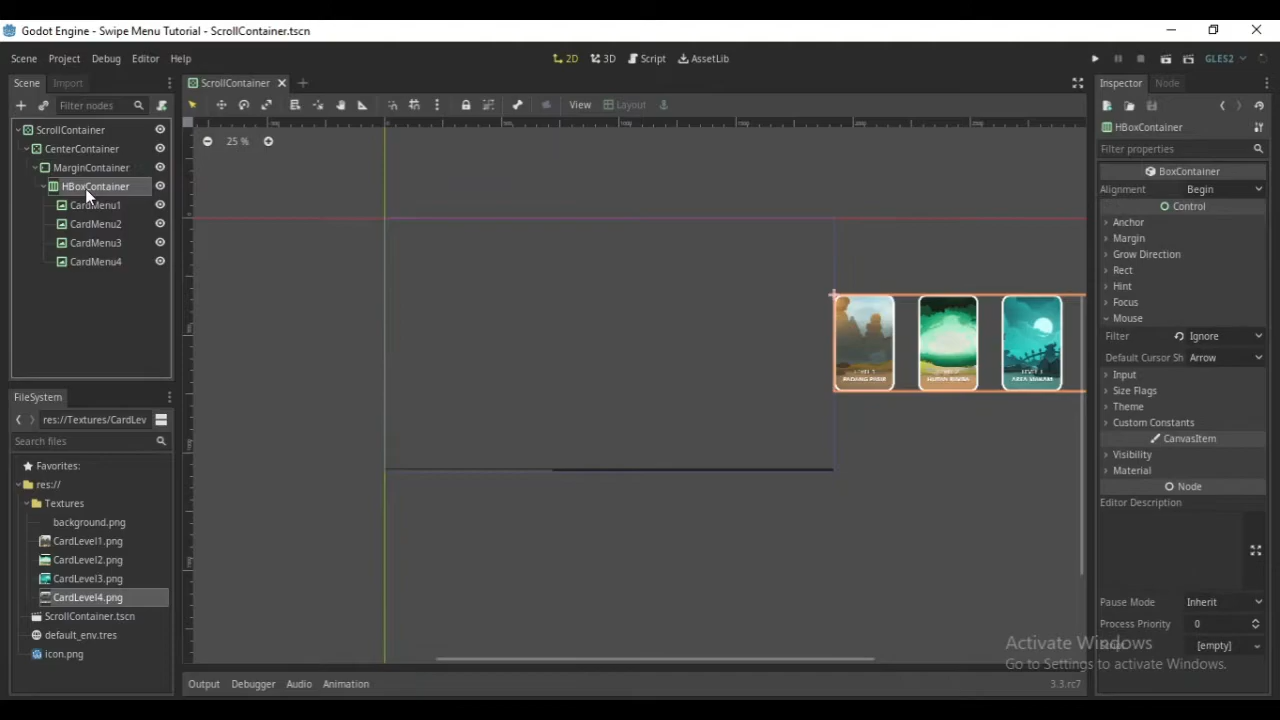 Godot Engine - Swipe Menu Tutorial - ScrollContainer.tscn
Scene Project Debug Editor Help
2D 3D Script AssetLib
GLES2
Scene Import
ScrollContainer
Inspector Node
Filter nodes
View Layout
ScrollContainer
CenterContainer
MarginContainer
HBoxContainer
CardMenu1
CardMenu2
CardMenu3
CardMenu4
25 %
HBoxContainer
Filter properties
BoxContainer
Alignment Begin
Control
Anchor
Margin
Grow Direction
Rect
Hint
Focus
Mouse
Filter Ignore
Default Cursor Sh Arrow
Input
Size Flags
Theme
Custom Constants
CanvasItem
Visibility
Material
Node
Editor Description
Pause Mode Inherit
Process Priority 0
[empty]
FileSystem
res://Textures/CardLev
Search files
Favorites:
res://
Textures
background.png
CardLevel1.png
CardLevel2.png
CardLevel3.png
CardLevel4.png
ScrollContainer.tscn
default_env.tres
icon.png
Output Debugger Audio Animation
3.3.rc7
Activate Windows
Go to Settings to activate Windows.